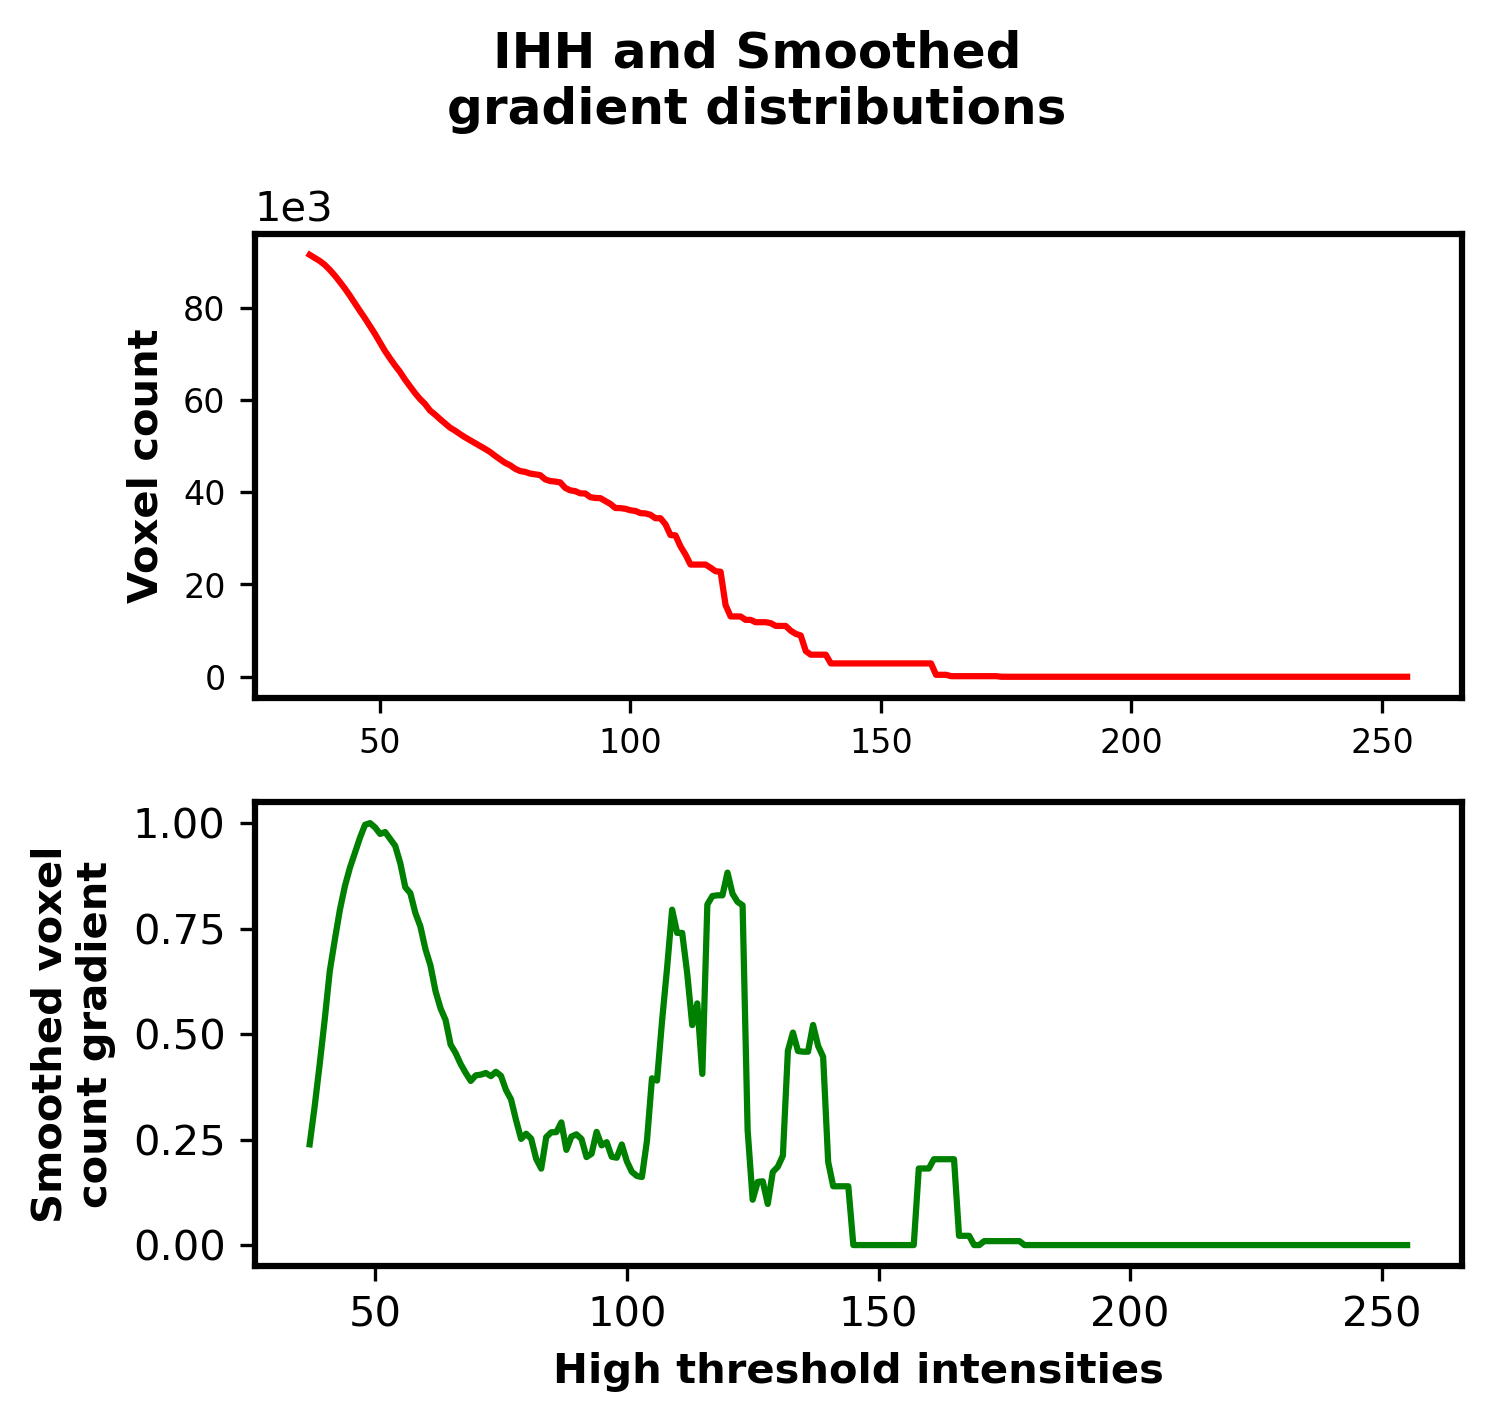 IHH and Smoothed
gradient distributions
1e3
Voxel count
80
60
40
20
0
50 100 150 200 250
Smoothed voxel
count gradient
1.00
0.75
0.50
0.25
0.00
50 100 150 200 250
High threshold intensities